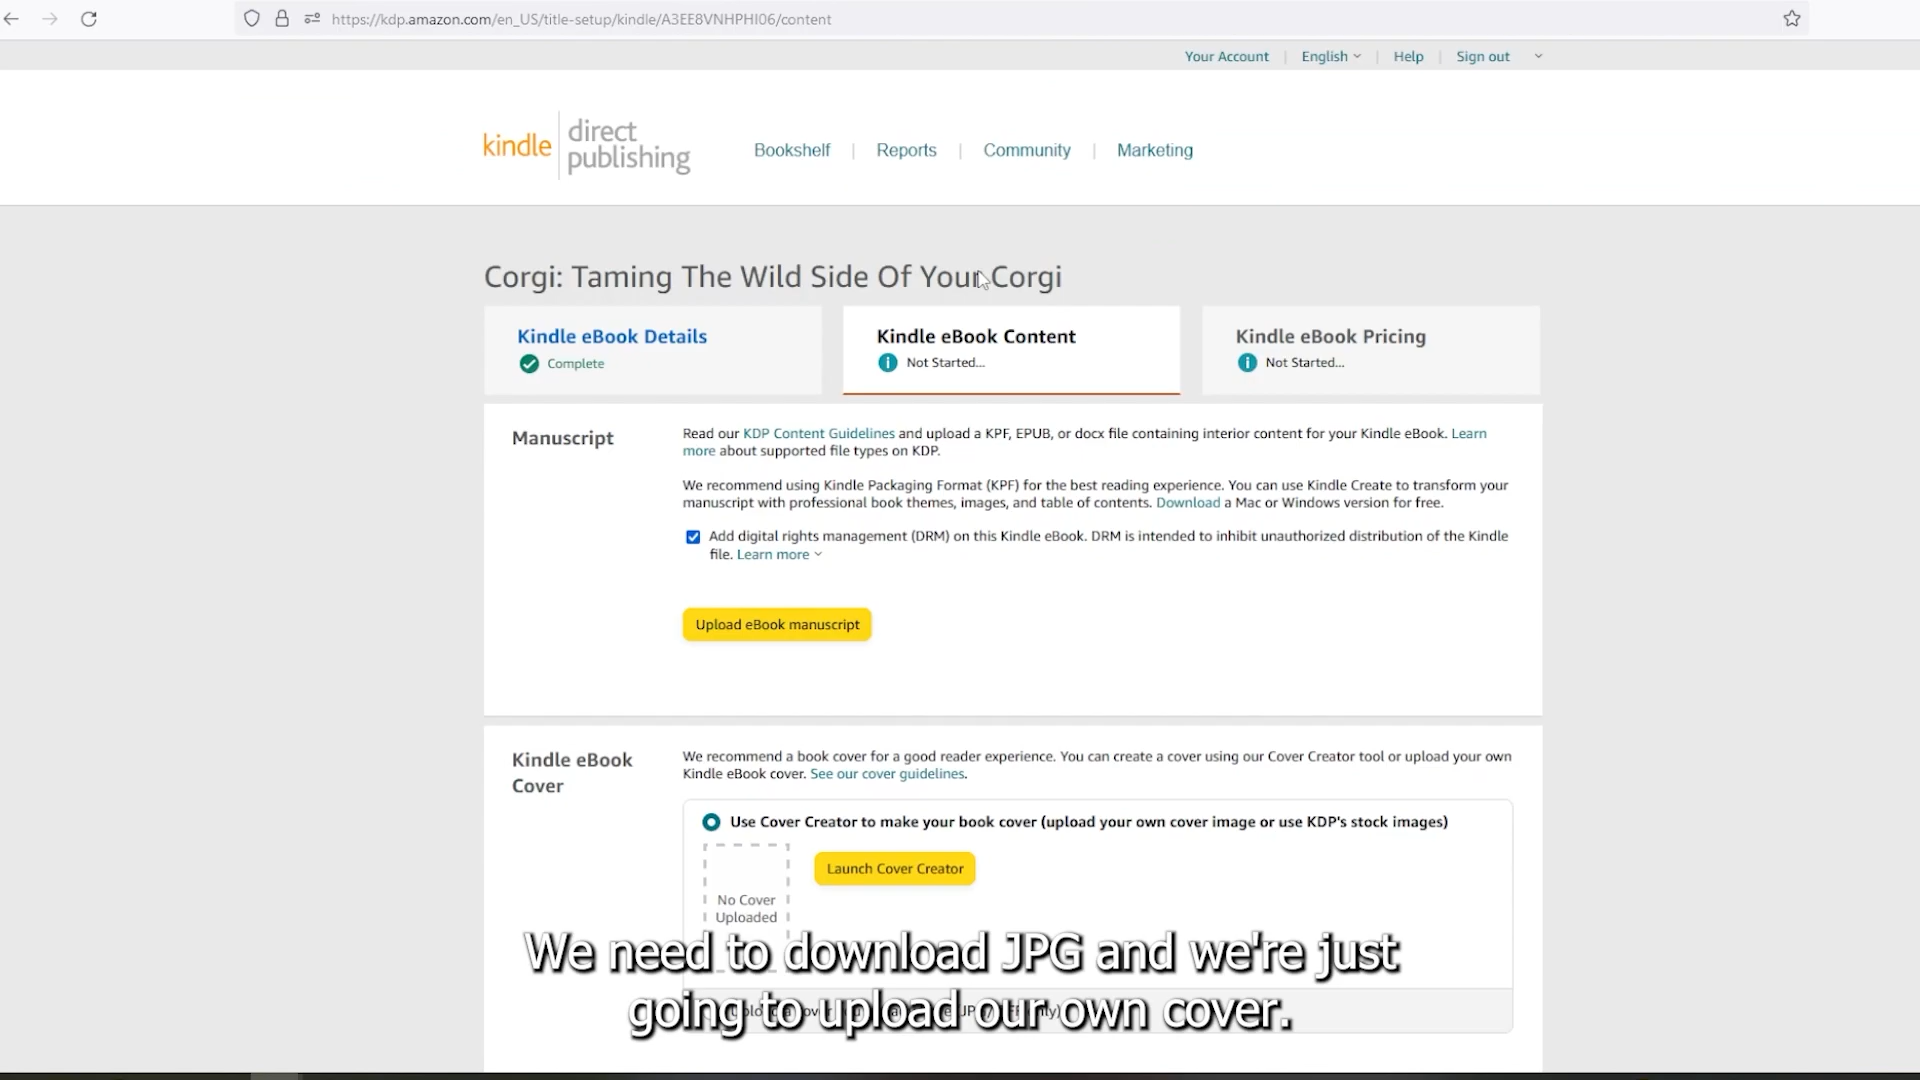 https://kdp.amazon.com/en_US/title-setup/kindle/A3EE8VNHPHI06/content
Your Account | English | Help | Sign out
kindle direct publishing
Bookshelf | Reports | Community | Marketing
Corgi: Taming The Wild Side Of Your Corgi
Kindle eBook Details
Complete
Kindle eBook Content
Not Started...
Kindle eBook Pricing
Not Started...
Manuscript
Read our KDP Content Guidelines and upload a KPF, EPUB, or docx file containing interior content for your Kindle eBook. Learn
more about supported file types on KDP.
We recommend using Kindle Packaging Format (KPF) for the best reading experience. You can use Kindle Create to transform your
manuscript with professional book themes, images, and table of contents. Download a Mac or Windows version for free.
Add digital rights management (DRM) on this Kindle eBook. DRM is intended to inhibit unauthorized distribution of the Kindle
file. Learn more
Upload eBook manuscript
Kindle eBook
Cover
We recommend a book cover for a good reader experience. You can create a cover using our Cover Creator tool or upload your own
Kindle eBook cover. See our cover guidelines.
Use Cover Creator to make your book cover (upload your own cover image or use KDP's stock images)
Launch Cover Creator
No Cover
Uploaded
We need to download JPG and we're just
going to upload our own cover.